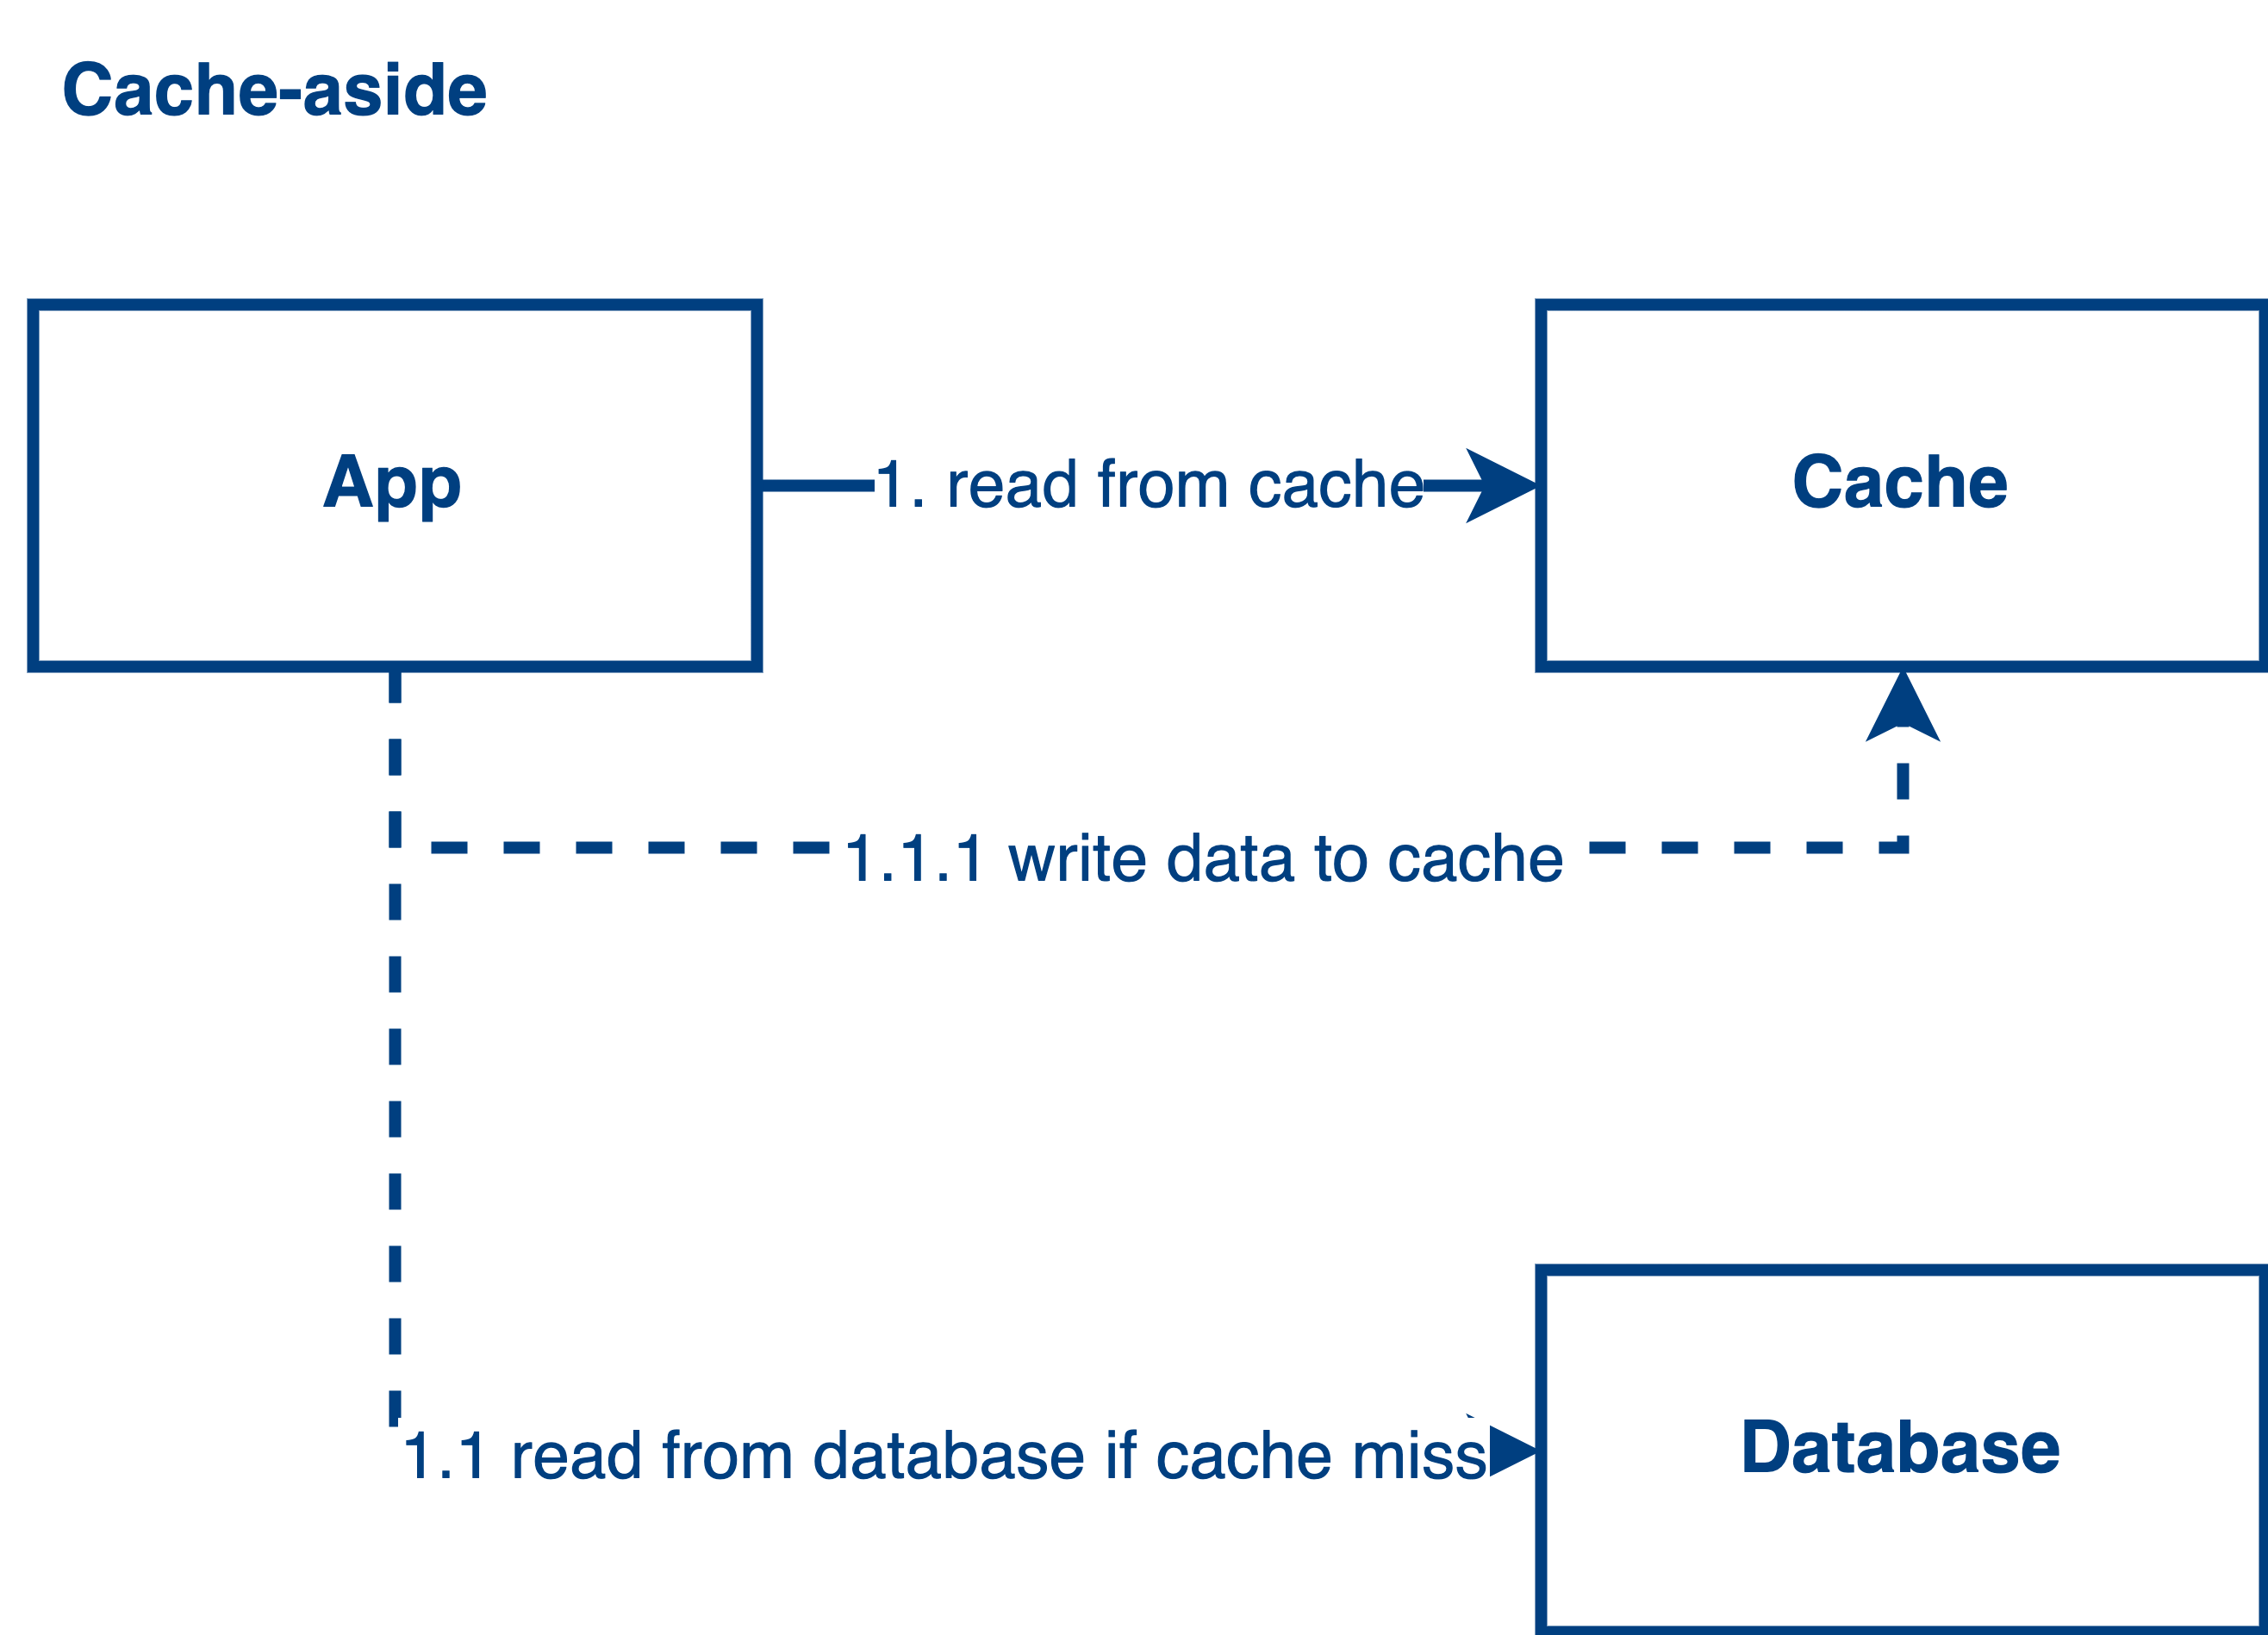 Cache-aside
App
1. read from cache
Cache
1.1.1 write data to cache
1.1 read from database if cache miss
Database